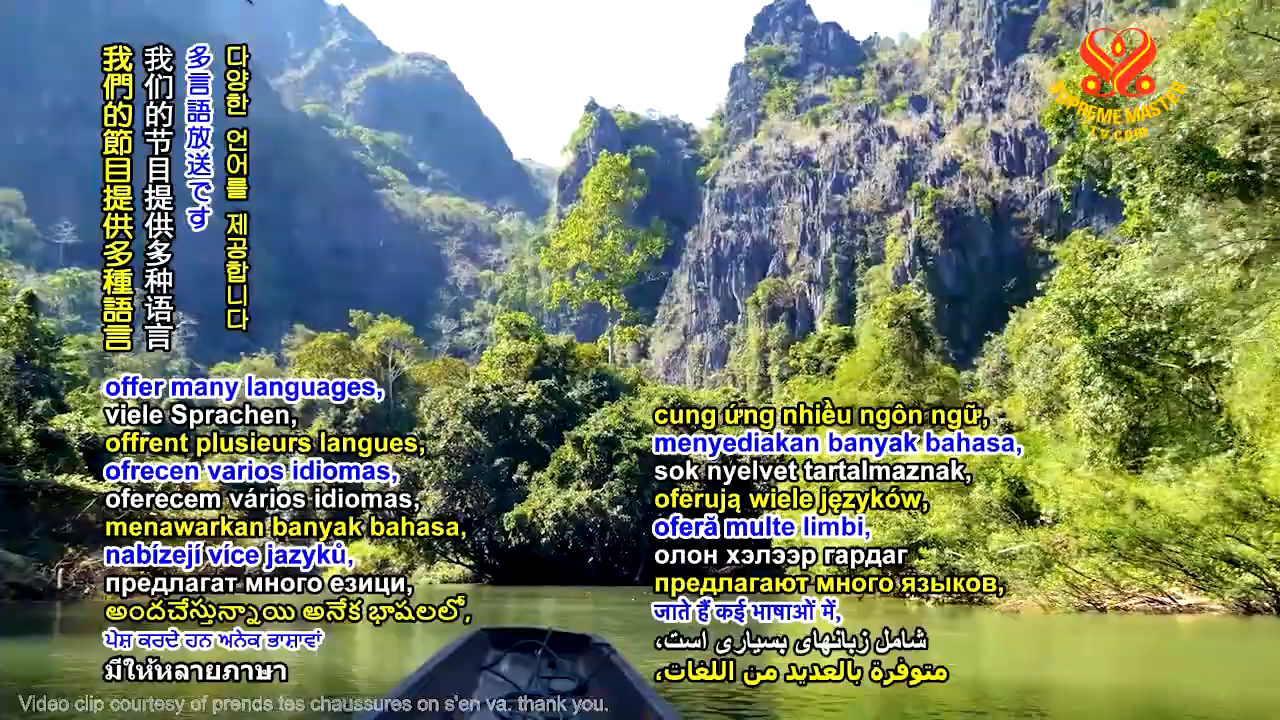 我們的節目提供多種語言
我们的节目提供多种语言
多言語放送です
다양한 언어를 제공합니다
SUPREME MASTER
TV.com
offer many languages,
viele Sprachen,
offrent plusieurs langues,
ofrecen varios idiomas,
oferecem vários idiomas,
menawarkan banyak bahasa,
nabízejí více jazyků,
предлагат много езици,
అందచేస్తున్నాయి అనేక భాషలలో,
ਪੇਸ਼ ਕਰਦੇ ਹਨ ਅਨੇਕ ਭਾਸ਼ਾਵਾਂ
มีให้หลายภาษา
cung ứng nhiều ngôn ngữ,
menyediakan banyak bahasa,
sok nyelvet tartalmaznak,
oferują wiele języków,
oferă multe limbi,
олон хэлээр гардаг
предлагают много языков,
जाते हैं कई भाषाओं में,
شامل زبانهای بسیاری است،
متوفرة بالعديد من اللغات،
Video clip courtesy of prends tes chaussures on s'en va. thank you.